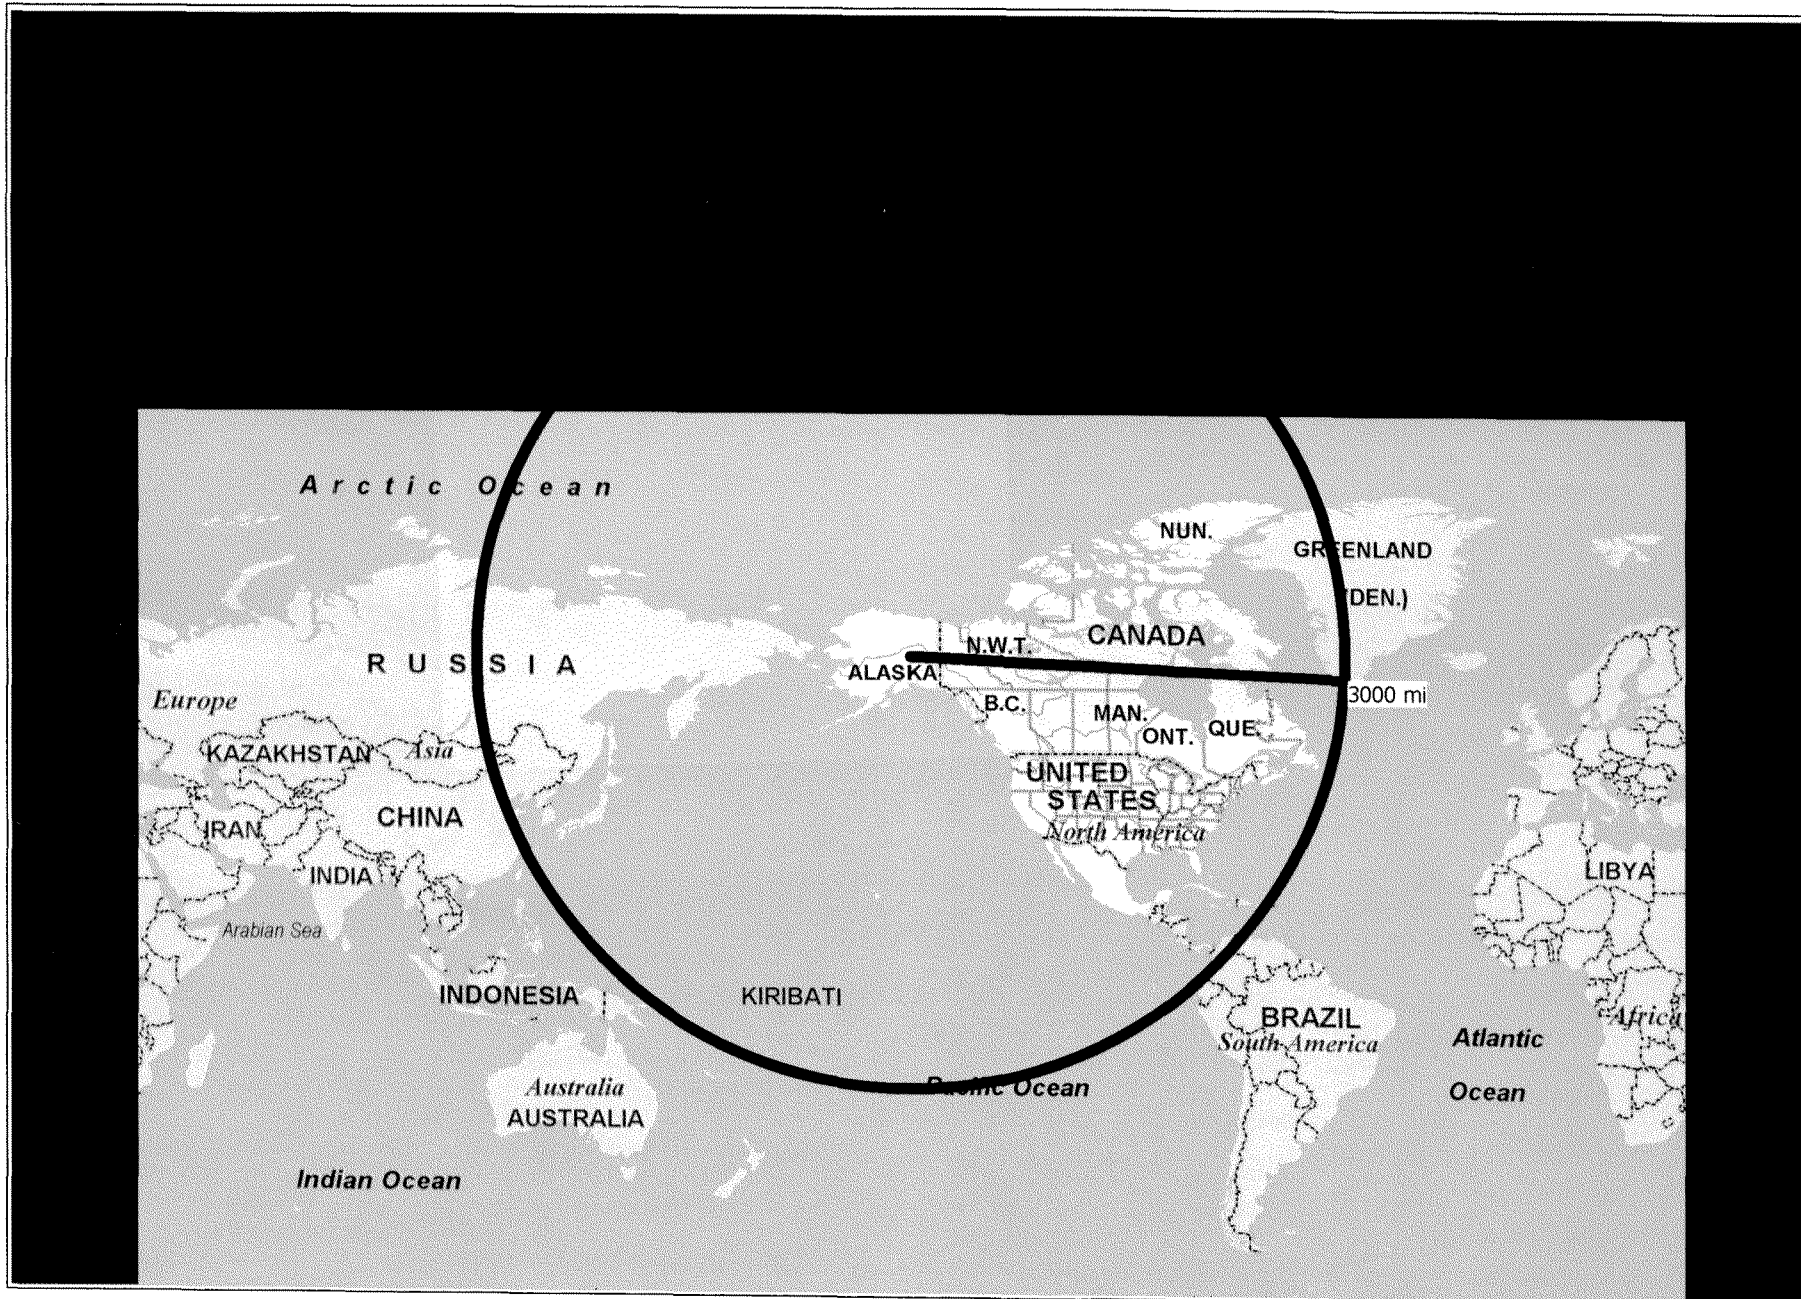 Arctic Ocean
NUN.
GREENLAND
(DEN.)
CANADA
N.W.T.
RUSSIA
ALASKA
3000 mi
Europe
B.C.
MAN.
QUE.
ONT.
KAZAKHSTAN
Asia
UNITED
STATES
CHINA
IRAN
North America
INDIA
LIBYA
Arabian Sea
INDONESIA
KIRIBATI
BRAZIL
Africa
South America
Atlantic
Ocean
Australia
Pacific Ocean
AUSTRALIA
Indian Ocean